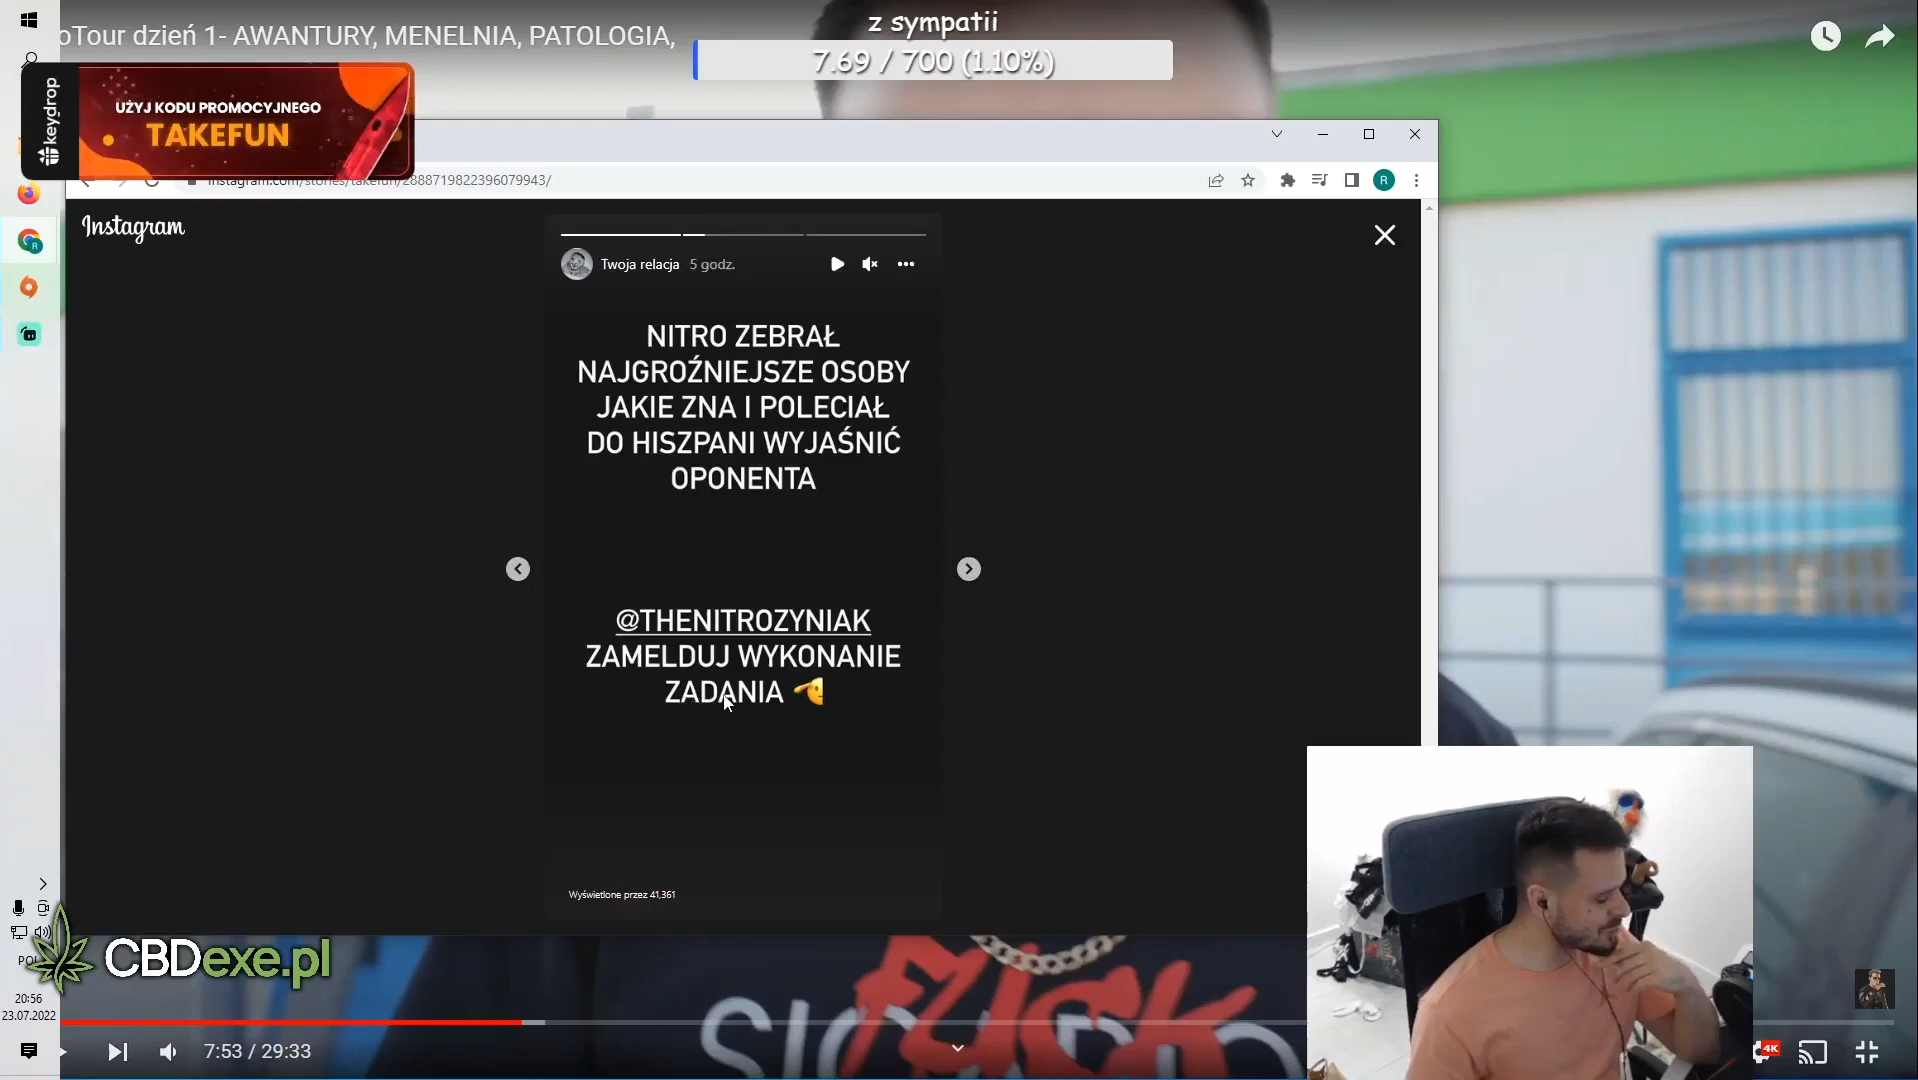 oTour dzień 1- AWANTURY, MENELNIA, PATOLOGIA,
z sympatii
7.69 / 700 (1.10%)
keydrop
UŻYJ KODU PROMOCYJNEGO
TAKEFUN
instagram.com/stories/takefun/2888719822396079943/
R
Instagram
Twoja relacja 5 godz.
NITRO ZEBRAŁ
NAJGROŹNIEJSZE OSOBY
JAKIE ZNA I POLECIAŁ
DO HISZPANI WYJAŚNIĆ
OPONENTA
@THENITROZYNIAK
ZAMELDUJ WYKONANIE
ZADANIA
Wyświetlone przez 41,361
CBDexe.pl
20:56
23.07.2022
FUCK
7:53 / 29:33
4K